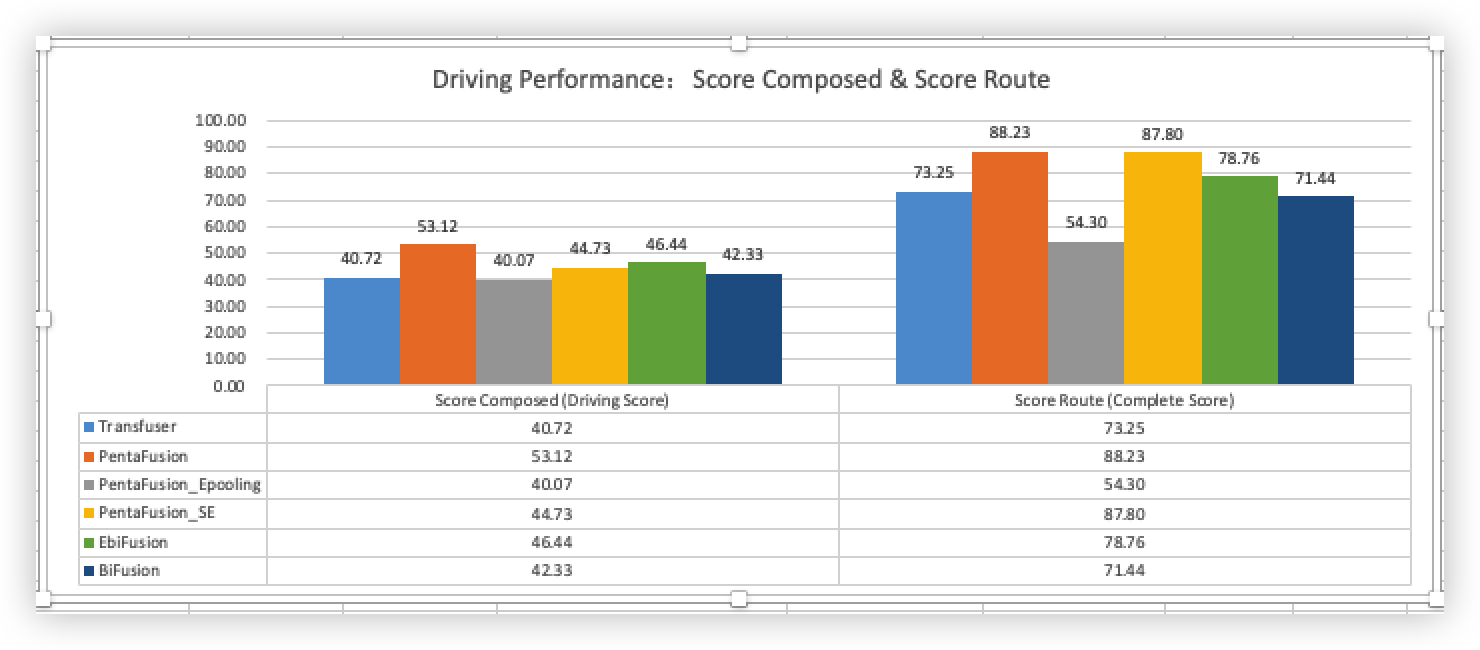 Driving Performance：Score Composed & Score Route
100.00
90.00
80.00
70.00
60.00
50.00
40.00
30.00
20.00
10.00
0.00
40.72
53.12
40.07
44.73
46.44
42.33
73.25
88.23
54.30
87.80
78.76
71.44
Score Composed (Driving Score) Score Route (Complete Score)
Transfuser 40.72 73.25
PentaFusion 53.12 88.23
PentaFusion_Epooling 40.07 54.30
PentaFusion_SE 44.73 87.80
EbiFusion 46.44 78.76
BiFusion 42.33 71.44